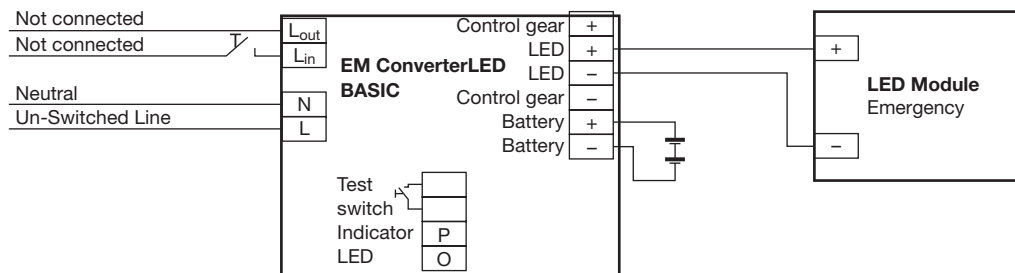 Not connected
Not connected
Neutral
Un-Switched Line
Lout
Lin
N
L
EM ConverterLED
BASIC
Control gear +
LED +
LED −
Control gear −
Battery +
Battery −
Test
switch
Indicator P
LED O
+
LED Module
Emergency
−